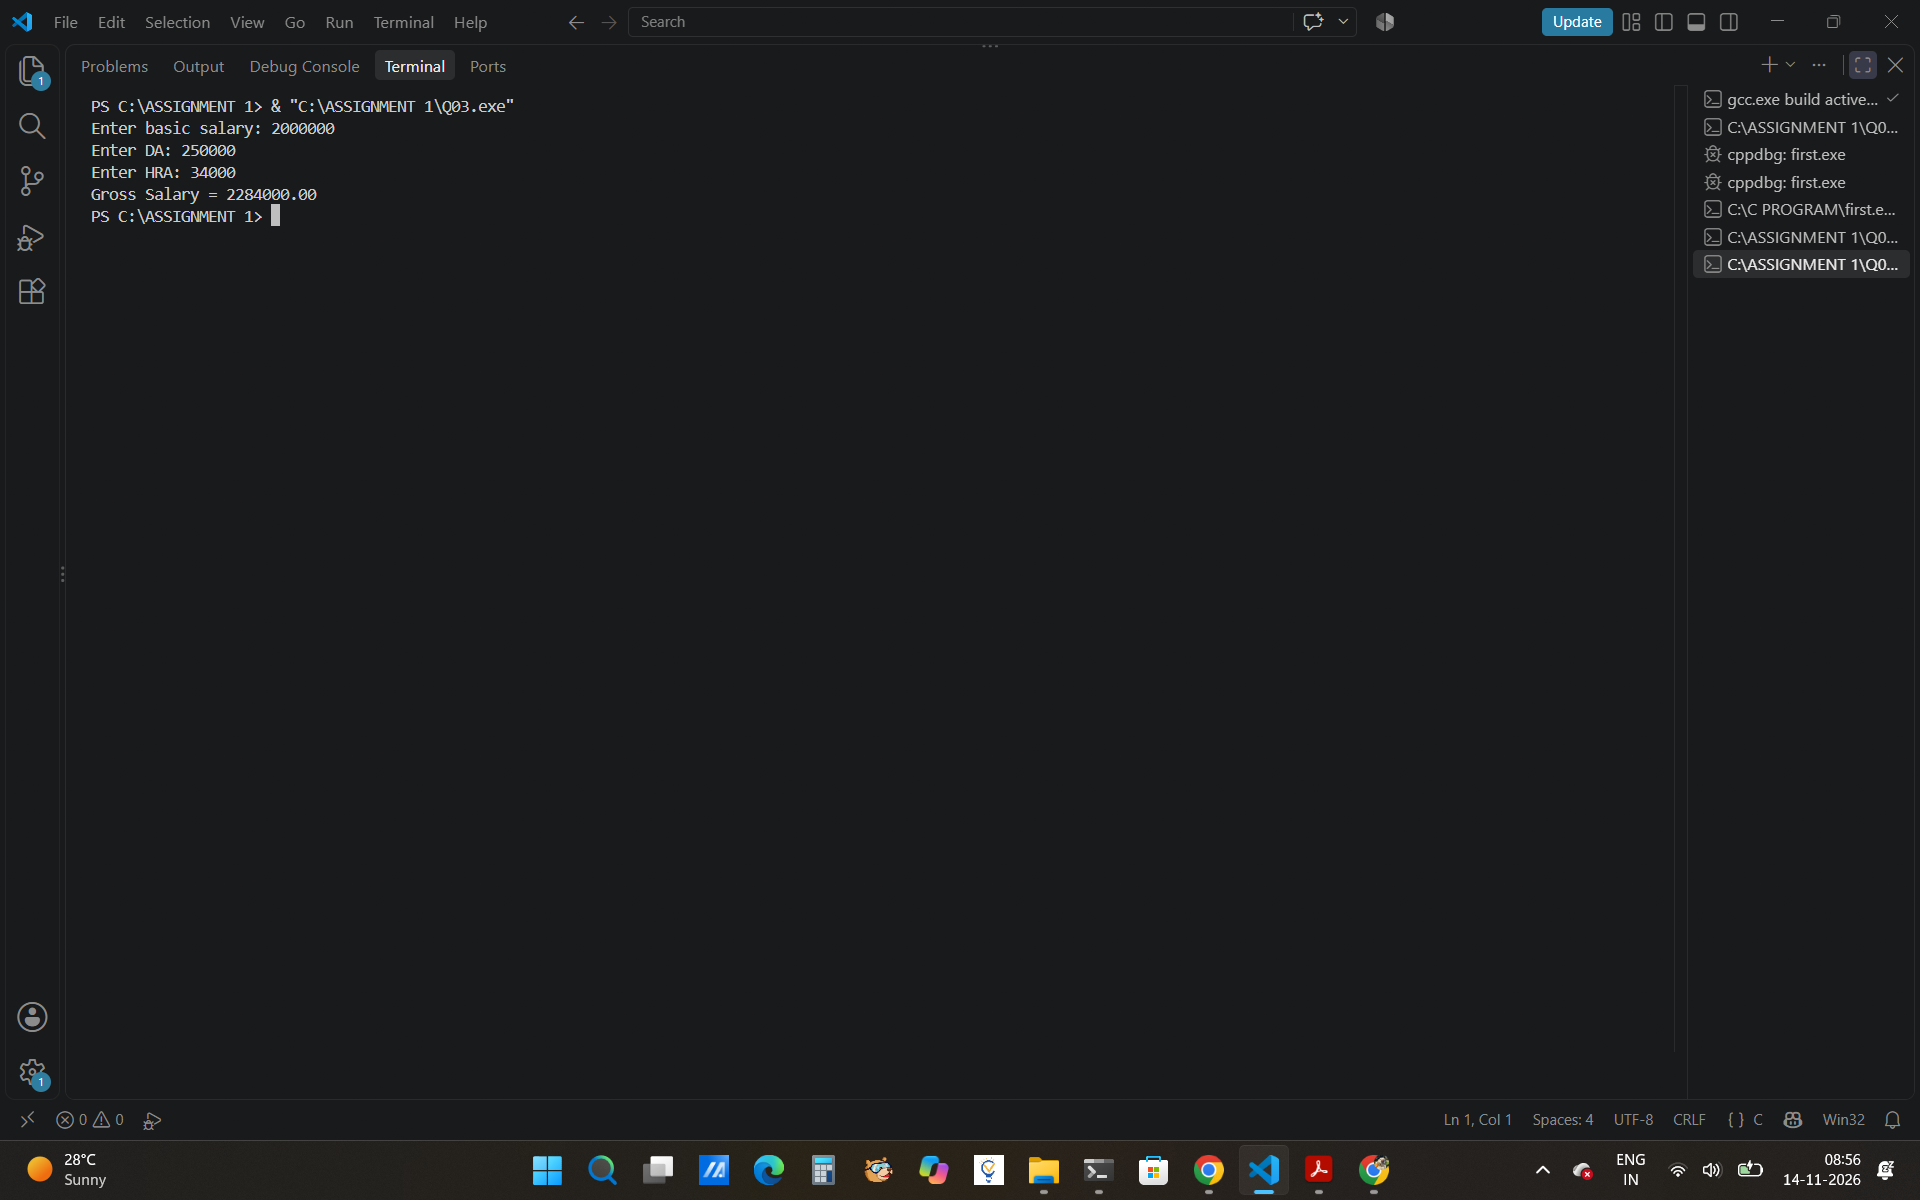 File Edit Selection View Go Run Terminal Help
Search
Update
Problems Output Debug Console Terminal Ports
PS C:\ASSIGNMENT 1> & "C:\ASSIGNMENT 1\Q03.exe"
Enter basic salary: 2000000
Enter DA: 250000
Enter HRA: 34000
Gross Salary = 2284000.00
PS C:\ASSIGNMENT 1>
gcc.exe build active...
C:\ASSIGNMENT 1\Q0...
cppdbg: first.exe
cppdbg: first.exe
C:\C PROGRAM\first.e...
C:\ASSIGNMENT 1\Q0...
C:\ASSIGNMENT 1\Q0...
1
1
0 0
Ln 1, Col 1 Spaces: 4 UTF-8 CRLF { } C Win32
28°C
Sunny
ENG
IN
08:56
14-11-2026